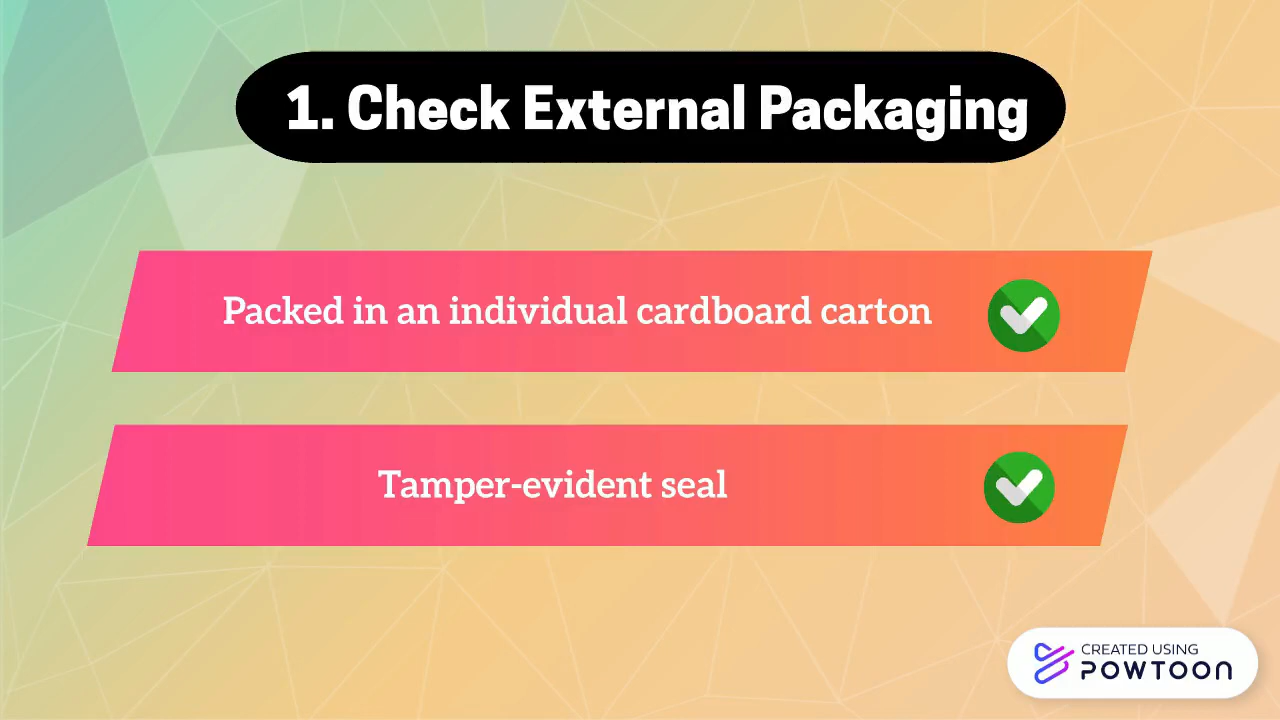 1. Check External Packaging
Packed in an individual cardboard carton
Tamper-evident seal
CREATED USING
POWTOON